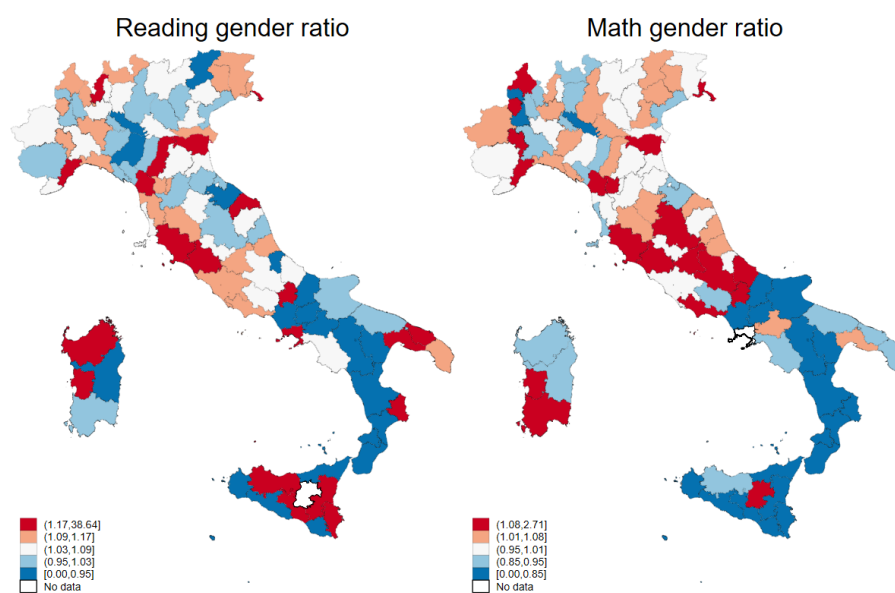 Reading gender ratio
(1.17,38.64]
(1.09,1.17]
(1.03,1.09]
(0.95,1.03]
[0.00,0.95]
No data
Math gender ratio
(1.08,2.71]
(1.01,1.08]
(0.95,1.01]
(0.85,0.95]
[0.00,0.85]
No data